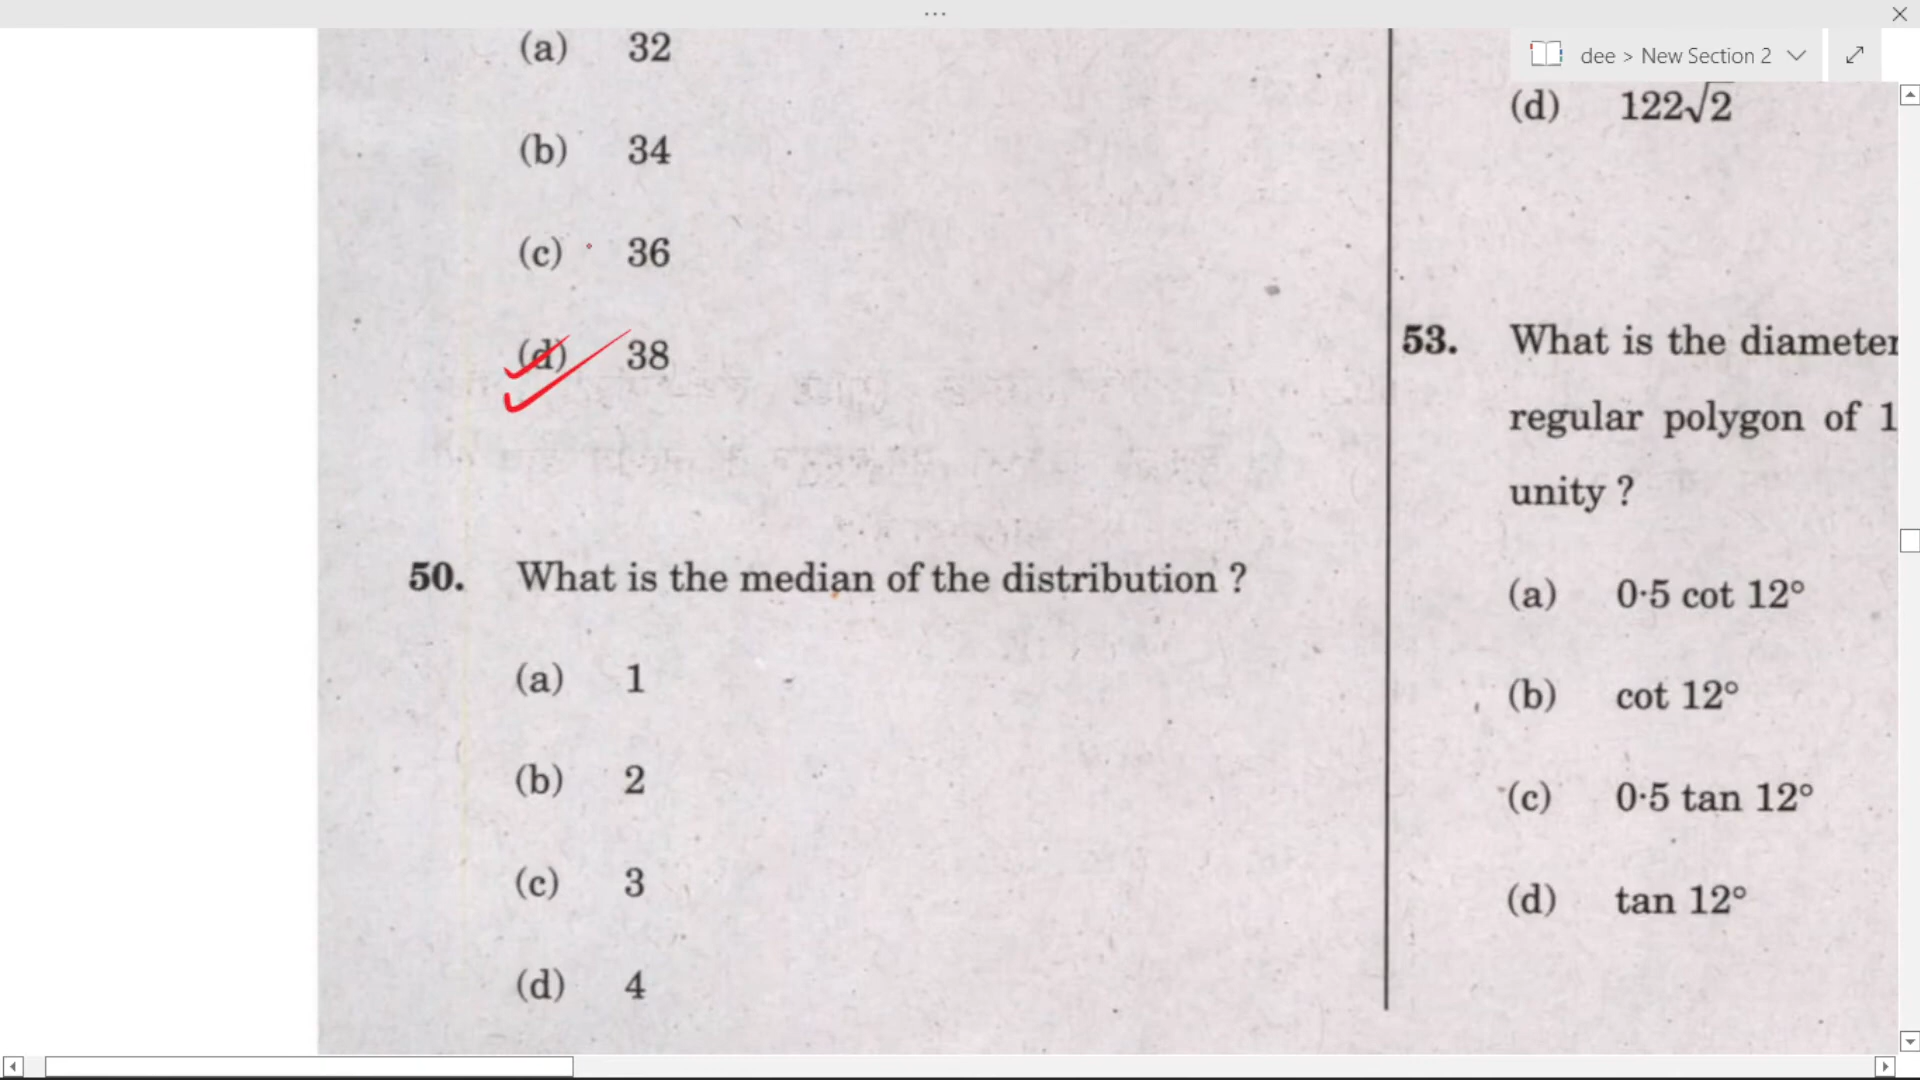 dee > New Section 2
(a) 32
(b) 34
(c) 36
(d) 38
50. What is the median of the distribution ?
(a) 1
(b) 2
(c) 3
(d) 4
(d) 122√2
53. What is the diameter
regular polygon of 1
unity ?
(a) 0·5 cot 12°
(b) cot 12°
(c) 0·5 tan 12°
(d) tan 12°